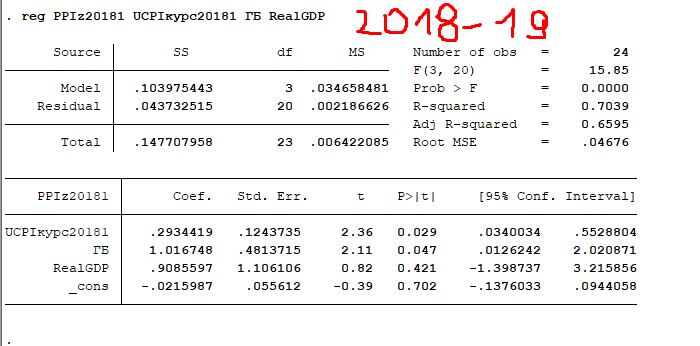 . reg PPIz20181 UCPIкурс20181 ГБ RealGDP
2018-19
Source SS df MS Number of obs = 24
F(3, 20) = 15.85
Model .103975443 3 .034658481 Prob > F = 0.0000
Residual .043732515 20 .002186626 R-squared = 0.7039
Adj R-squared = 0.6595
Total .147707958 23 .006422085 Root MSE = .04676
PPIz20181 Coef. Std. Err. t P>|t| [95% Conf. Interval]
UCPIкурс20181 .2934419 .1243735 2.36 0.029 .0340034 .5528804
ГБ 1.016748 .4813715 2.11 0.047 .0126242 2.020871
RealGDP .9085597 1.106106 0.82 0.421 -1.398737 3.215856
_cons -.0215987 .055612 -0.39 0.702 -.1376033 .0944058
.